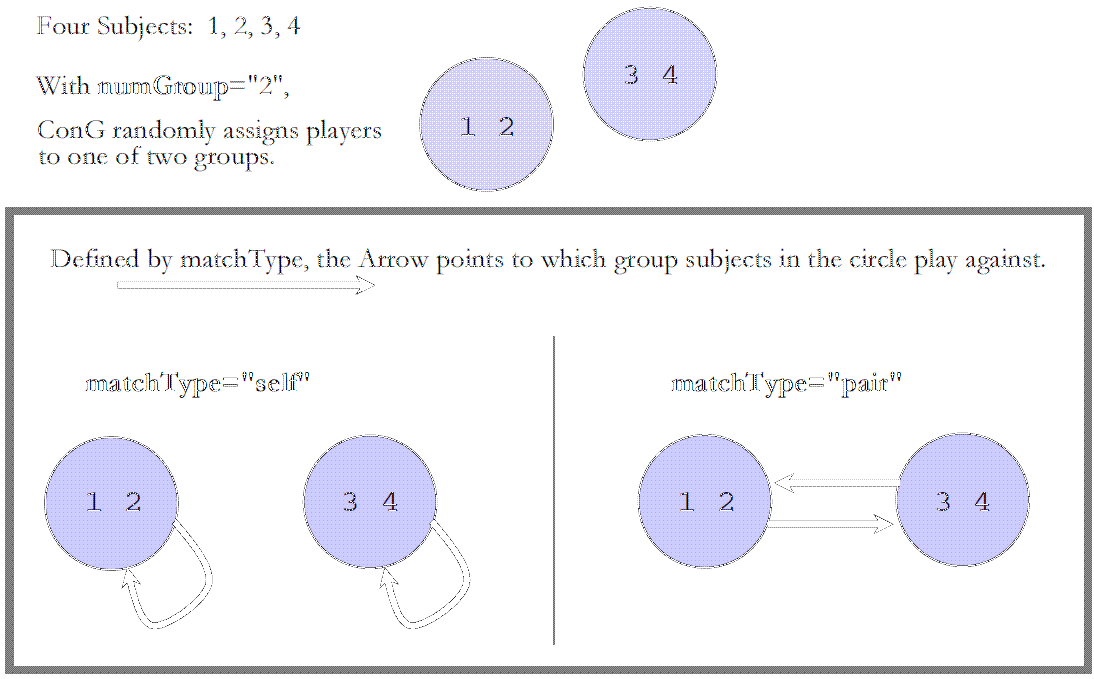 Four Subjects: 1, 2, 3, 4
With numGroup="2",
ConG randomly assigns players
to one of two groups.
1 2
3 4
Defined by matchType, the Arrow points to which group subjects in the circle play against.
matchType="self"
matchType="pair"
1 2
3 4
1 2
3 4